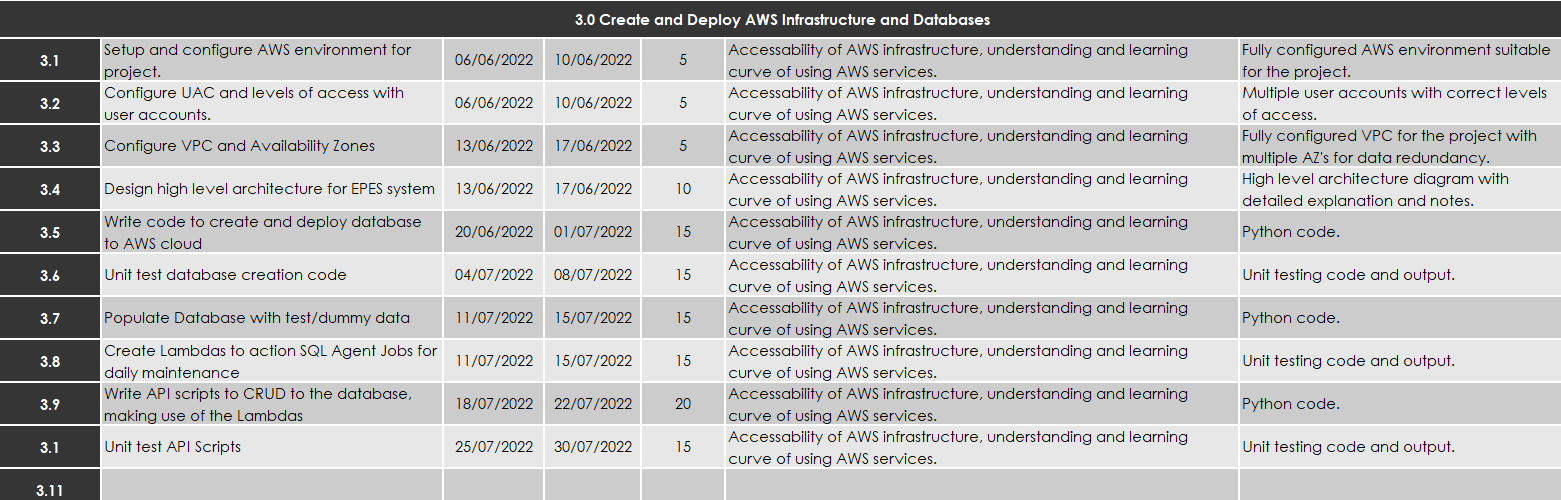 3.0 Create and Deploy AWS Infrastructure and Databases
3.1 Setup and configure AWS environment for project. 06/06/2022 10/06/2022 5 Accessability of AWS infrastructure, understanding and learning curve of using AWS services. Fully configured AWS environment suitable for the project.
3.2 Configure UAC and levels of access with user accounts. 06/06/2022 10/06/2022 5 Accessability of AWS infrastructure, understanding and learning curve of using AWS services. Multiple user accounts with correct levels of access.
3.3 Configure VPC and Availability Zones 13/06/2022 17/06/2022 5 Accessability of AWS infrastructure, understanding and learning curve of using AWS services. Fully configured VPC for the project with multiple AZ's for data redundancy.
3.4 Design high level architecture for EPES system 13/06/2022 17/06/2022 10 Accessability of AWS infrastructure, understanding and learning curve of using AWS services. High level architecture diagram with detailed explanation and notes.
3.5 Write code to create and deploy database to AWS cloud 20/06/2022 01/07/2022 15 Accessability of AWS infrastructure, understanding and learning curve of using AWS services. Python code.
3.6 Unit test database creation code 04/07/2022 08/07/2022 15 Accessability of AWS infrastructure, understanding and learning curve of using AWS services. Unit testing code and output.
3.7 Populate Database with test/dummy data 11/07/2022 15/07/2022 15 Accessability of AWS infrastructure, understanding and learning curve of using AWS services. Python code.
3.8 Create Lambdas to action SQL Agent Jobs for daily maintenance 11/07/2022 15/07/2022 15 Accessability of AWS infrastructure, understanding and learning curve of using AWS services. Unit testing code and output.
3.9 Write API scripts to CRUD to the database, making use of the Lambdas 18/07/2022 22/07/2022 20 Accessability of AWS infrastructure, understanding and learning curve of using AWS services. Python code.
3.1 Unit test API Scripts 25/07/2022 30/07/2022 15 Accessability of AWS infrastructure, understanding and learning curve of using AWS services. Unit testing code and output.
3.11